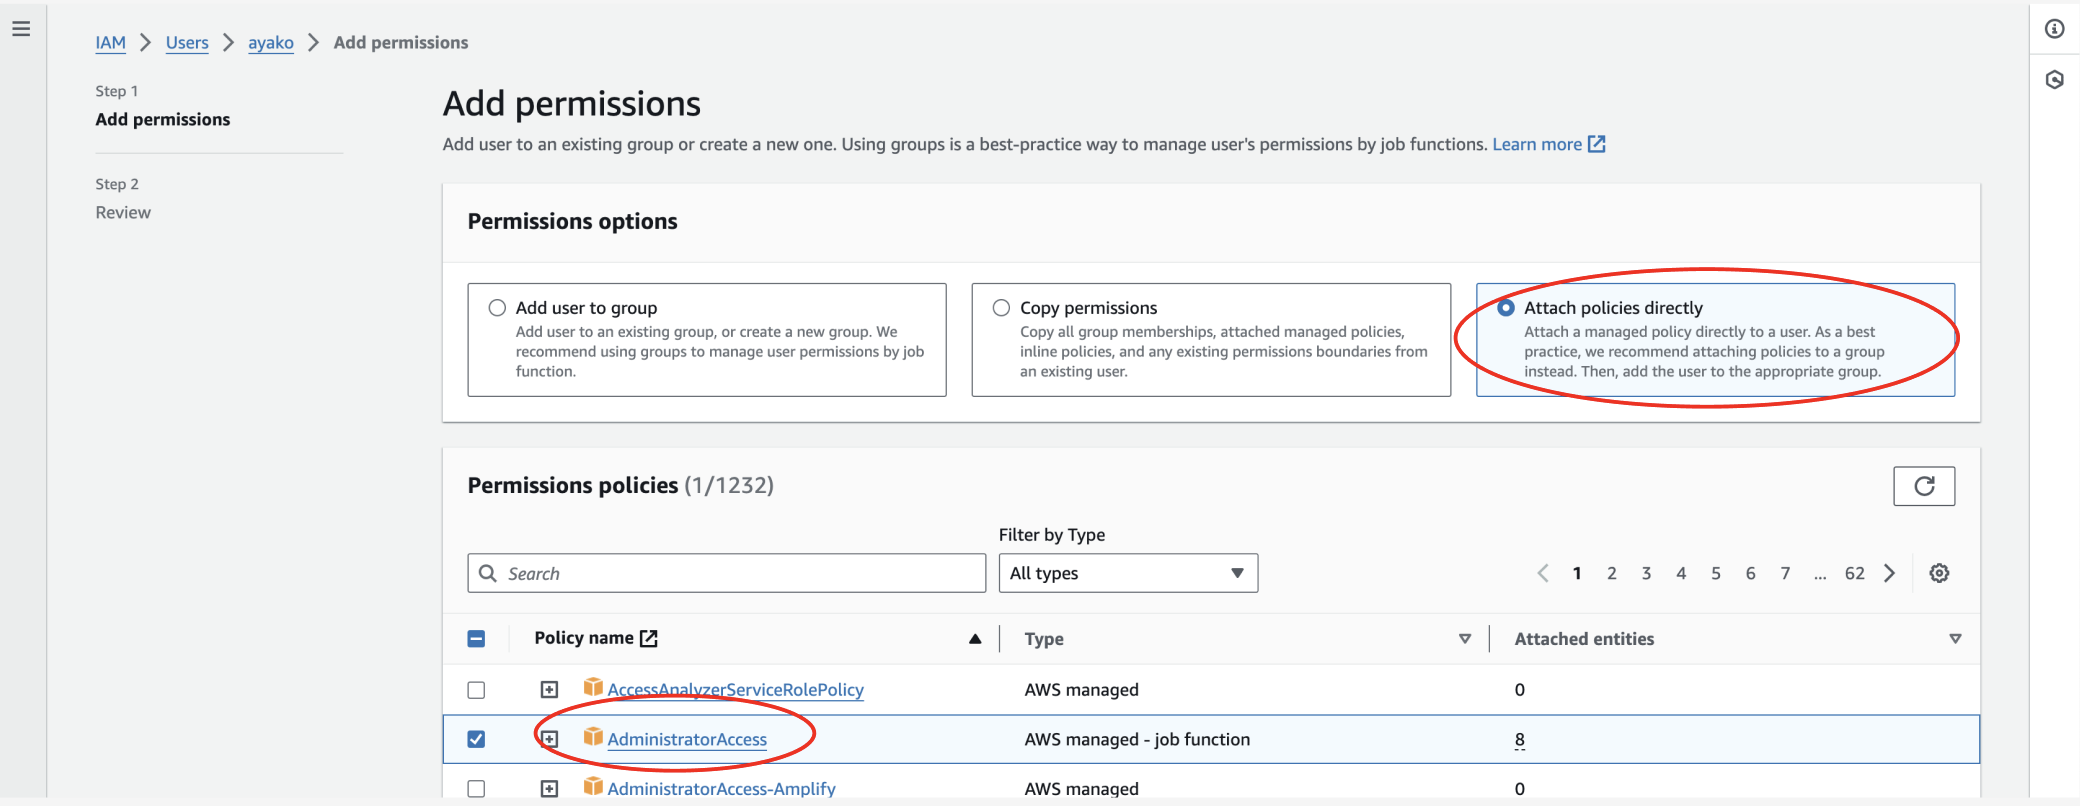 IAM > Users > ayako > Add permissions
Step 1
Add permissions
Step 2
Review
Add permissions
Add user to an existing group or create a new one. Using groups is a best-practice way to manage user's permissions by job functions. Learn more
Permissions options
Add user to group
Add user to an existing group, or create a new group. We
recommend using groups to manage user permissions by job
function.
Copy permissions
Copy all group memberships, attached managed policies,
inline policies, and any existing permissions boundaries from
an existing user.
Attach policies directly
Attach a managed policy directly to a user. As a best
practice, we recommend attaching policies to a group
instead. Then, add the user to the appropriate group.
Permissions policies (1/1232)
Filter by Type
Search
All types
1 2 3 4 5 6 7 ... 62
Policy name Type Attached entities
AccessAnalyzerServiceRolePolicy AWS managed 0
AdministratorAccess AWS managed - job function 8
AdministratorAccess-Amplify AWS managed 0